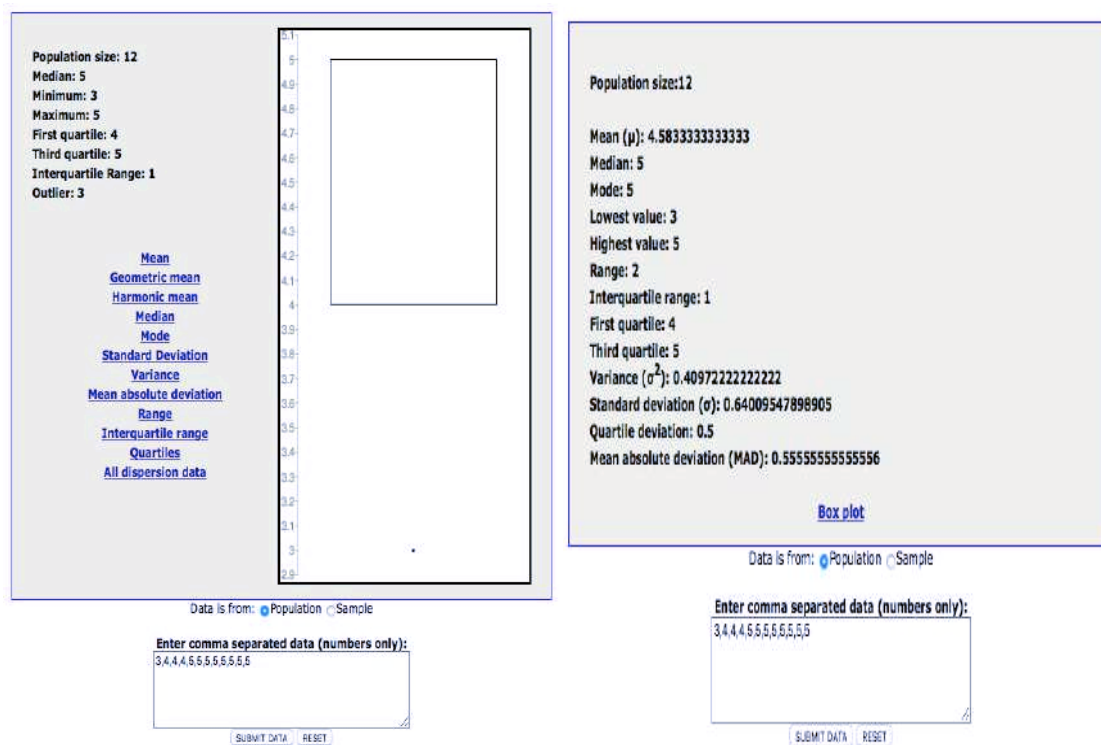 Population size: 12
Median: 5
Minimum: 3
Maximum: 5
First quartile: 4
Third quartile: 5
Interquartile Range: 1
Outlier: 3
Mean
Geometric mean
Harmonic mean
Median
Mode
Standard Deviation
Variance
Mean absolute deviation
Range
Interquartile range
Quartiles
All dispersion data
5.1
5
4.9
4.8
4.7
4.6
4.5
4.4
4.3
4.2
4.1
4
3.9
3.8
3.7
3.6
3.5
3.4
3.3
3.2
3.1
3
2.9
Data is from: Population Sample
Enter comma separated data (numbers only):
3,4,4,4,5,5,5,5,5,5,5,5
SUBMIT DATA RESET
Population size:12
Mean (μ): 4.5833333333333
Median: 5
Mode: 5
Lowest value: 3
Highest value: 5
Range: 2
Interquartile range: 1
First quartile: 4
Third quartile: 5
Variance (σ²): 0.40972222222222
Standard deviation (σ): 0.64009547898905
Quartile deviation: 0.5
Mean absolute deviation (MAD): 0.55555555555556
Box plot
Data is from: Population Sample
Enter comma separated data (numbers only):
3,4,4,4,5,5,5,5,5,5,5,5
SUBMIT DATA RESET